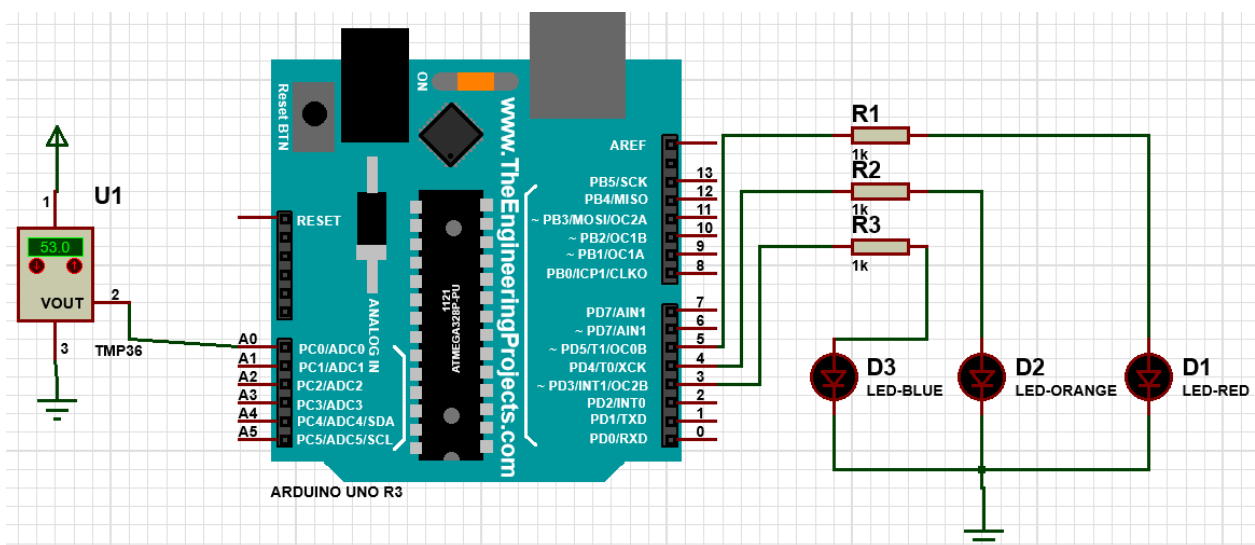 U1
1
53.0
VOUT
2
3
TMP36
Reset BTN
ON
www.TheEngineeringProjects.com
RESET
ANALOG IN
1121
ATMEGA328P-PU
A0 PC0/ADC0
A1 PC1/ADC1
A2 PC2/ADC2
A3 PC3/ADC3
A4 PC4/ADC4/SDA
A5 PC5/ADC5/SCL
AREF
PB5/SCK 13
PB4/MISO 12
~ PB3/MOSI/OC2A 11
~ PB2/OC1B 10
~ PB1/OC1A 9
PB0/ICP1/CLKO 8
PD7/AIN1 7
~ PD7/AIN1 6
~ PD5/T1/OC0B 5
PD4/T0/XCK 4
~ PD3/INT1/OC2B 3
PD2/INT0 2
PD1/TXD 1
PD0/RXD 0
ARDUINO UNO R3
R1
1k
R2
1k
R3
1k
D3
LED-BLUE
D2
LED-ORANGE
D1
LED-RED